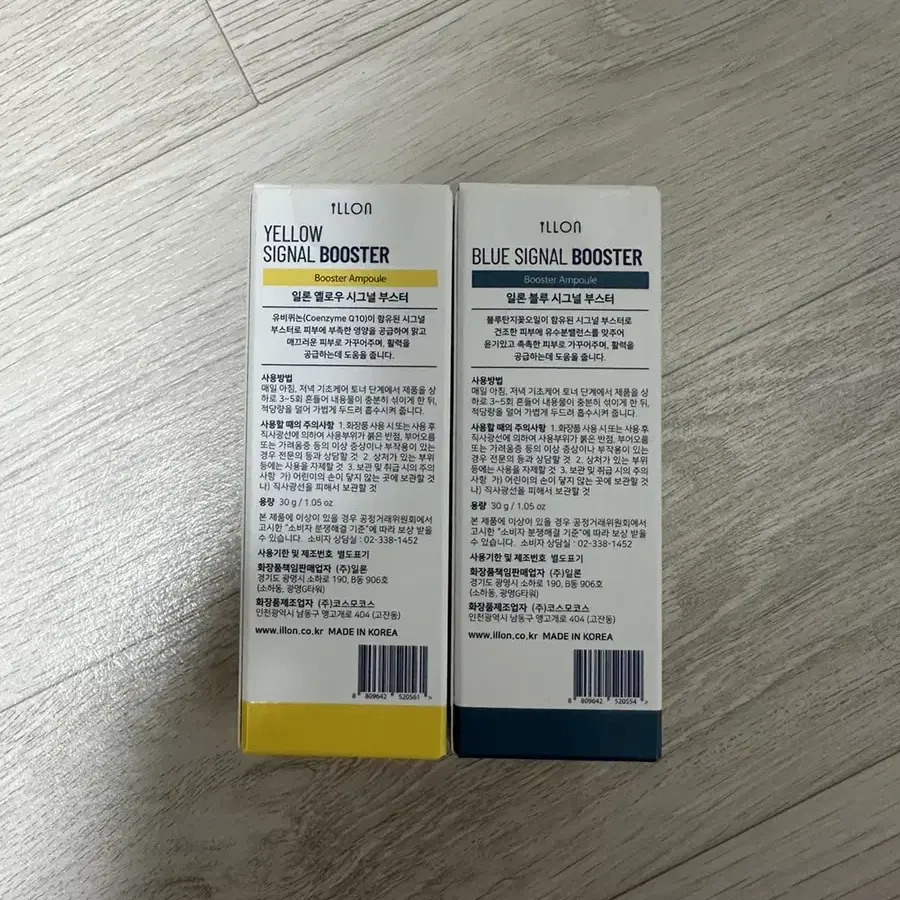 ILLON
YELLOW
SIGNAL BOOSTER
Booster Ampoule
일론 옐로우 시그널 부스터
유비퀴논(Coenzyme Q10)이 함유된 시그널
부스터로 피부에 부족한 영양을 공급하여 맑고
매끄러운 피부로 가꾸어주며, 활력을
공급하는데 도움을 줍니다.
사용방법
매일 아침, 저녁 기초케어 토너 단계에서 제품을 상
하로 3~5회 흔들어 내용물이 충분히 섞이게 한 뒤,
적당량을 덜어 가볍게 두드려 흡수시켜 줍니다.
사용할 때의 주의사항 1. 화장품 사용 시 또는 사용 후
직사광선에 의하여 사용부위가 붉은 반점, 부어오름
또는 가려움증 등의 이상 증상이나 부작용이 있는
경우 전문의 등과 상담할 것 2. 상처가 있는 부위
등에는 사용을 자제할 것 3. 보관 및 취급 시의 주의
사항 가) 어린이의 손이 닿지 않는 곳에 보관할 것
나) 직사광선을 피해서 보관할 것
용량 30 g / 1.05 oz
본 제품에 이상이 있을 경우 공정거래위원회에서
고시한 "소비자 분쟁해결 기준"에 따라 보상 받을
수 있습니다. 소비자 상담실 : 02-338-1452
사용기한 및 제조번호 별도표기
화장품책임판매업자 (주)일론
경기도 광명시 소하로 190, B동 906호
(소하동, 광명G타워)
화장품제조업자 (주)코스모코스
인천광역시 남동구 앵고개로 404 (고잔동)
www.illon.co.kr MADE IN KOREA
8 809642 520561 >
ILLON
BLUE SIGNAL BOOSTER
Booster Ampoule
일론 블루 시그널 부스터
블루탄지꽃오일이 함유된 시그널 부스터로
건조한 피부에 유수분밸런스를 맞주어
윤기있고 촉촉한 피부로 가꾸어주며, 활력을
공급하는데 도움을 줍니다.
사용방법
매일 아침, 저녁 기초케어 토너 단계에서 제품을 상
하로 3~5회 흔들어 내용물이 충분히 섞이게 한 뒤,
적당량을 덜어 가볍게 두드려 흡수시켜 줍니다.
사용할 때의 주의사항 1. 화장품 사용 시 또는 사용 후
직사광선에 의하여 사용부위가 붉은 반점, 부어오름
또는 가려움증 등의 이상 증상이나 부작용이 있는
경우 전문의 등과 상담할 것 2. 상처가 있는 부위
등에는 사용을 자제할 것 3. 보관 및 취급 시의 주의
사항 가) 어린이의 손이 닿지 않는 곳에 보관할 것
나) 직사광선을 피해서 보관할 것
용량 30 g / 1.05 oz
본 제품에 이상이 있을 경우 공정거래위원회에서
고시한 "소비자 분쟁해결 기준"에 따라 보상 받을
수 있습니다. 소비자 상담실 : 02-338-1452
사용기한 및 제조번호 별도표기
화장품책임판매업자 (주)일론
경기도 광명시 소하로 190, B동 906호
(소하동, 광명G타워)
화장품제조업자 (주)코스모코스
인천광역시 남동구 앵고개로 404 (고잔동)
www.illon.co.kr MADE IN KOREA
8 809642 520554 >